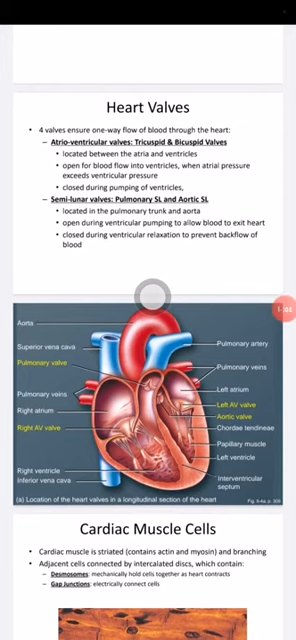 Heart Valves
• 4 valves ensure one-way flow of blood through the heart:
– Atrio-ventricular valves: Tricuspid & Bicuspid Valves
• located between the atria and ventricles
• open for blood flow into ventricles, when atrial pressure
exceeds ventricular pressure
• closed during pumping of ventricles,
– Semi-lunar valves: Pulmonary SL and Aortic SL
• located in the pulmonary trunk and aorta
• open during ventricular pumping to allow blood to exit heart
• closed during ventricular relaxation to prevent backflow of
blood
Aorta
Superior vena cava
Pulmonary valve
Pulmonary veins
Right atrium
Right AV valve
Right ventricle
Inferior vena cava
Pulmonary artery
Pulmonary veins
Left atrium
Left AV valve
Aortic valve
Chordae tendineae
Papillary muscle
Left ventricle
Interventricular
septum
(a) Location of the heart valves in a longitudinal section of the heart
Cardiac Muscle Cells
• Cardiac muscle is striated (contains actin and myosin) and branching
• Adjacent cells connected by intercalated discs, which contain:
– Desmosomes: mechanically hold cells together as heart contracts
– Gap Junctions: electrically connect cells